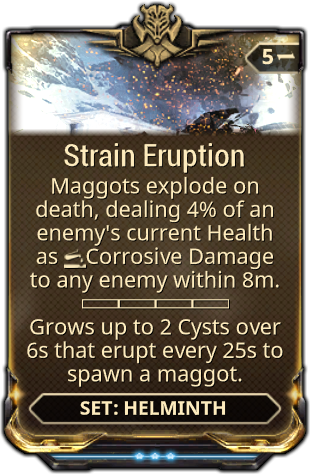 5
Strain Eruption
Maggots explode on
death, dealing 4% of an
enemy's current Health
as Corrosive Damage
to any enemy within 8m.
Grows up to 2 Cysts over
6s that erupt every 25s to
spawn a maggot.
SET: HELMINTH